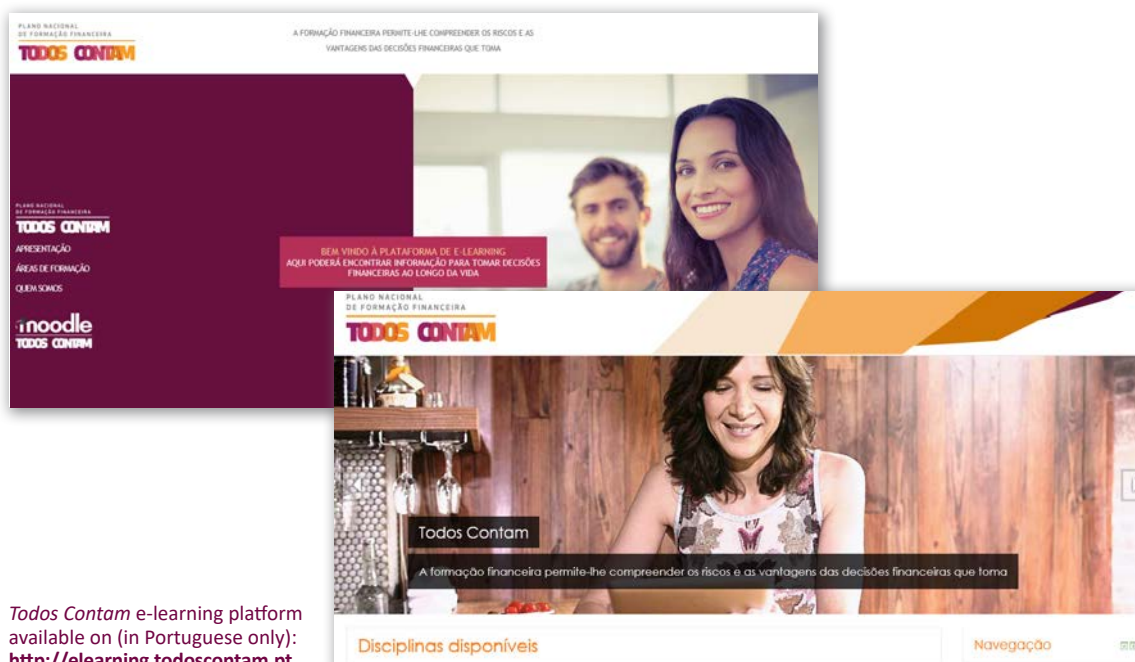 PLANO NACIONAL
DE FORMAÇÃO FINANCEIRA
TODOS CONTAM
A FORMAÇÃO FINANCEIRA PERMITE-LHE COMPREENDER OS RISCOS E AS
VANTAGENS DAS DECISÕES FINANCEIRAS QUE TOMA
PLANO NACIONAL
DE FORMAÇÃO FINANCEIRA
TODOS CONTAM
APRESENTAÇÃO
ÁREAS DE FORMAÇÃO
QUEM SOMOS
moodle
TODOS CONTAM
BEM VINDO À PLATAFORMA DE E-LEARNING
AQUI PODERÁ ENCONTRAR INFORMAÇÃO PARA TOMAR DECISÕES
FINANCEIRAS AO LONGO DA VIDA
PLANO NACIONAL
DE FORMAÇÃO FINANCEIRA
TODOS CONTAM
Todos Contam
A formação financeira permite-lhe compreender os riscos e as vantagens das decisões financeiras que toma
Disciplinas disponíveis
Navegação
Todos Contam e-learning platform
available on (in Portuguese only):
http://elearning.todoscontam.pt